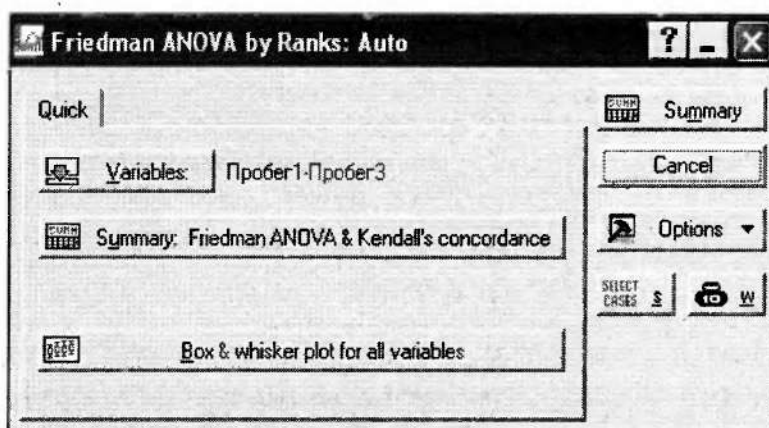 Friedman ANOVA by Ranks: Auto
Quick
Variables: Пробег1-Пробег3
Summary: Friedman ANOVA & Kendall's concordance
Box & whisker plot for all variables
Summary
Cancel
Options
SELECT CASES S
W